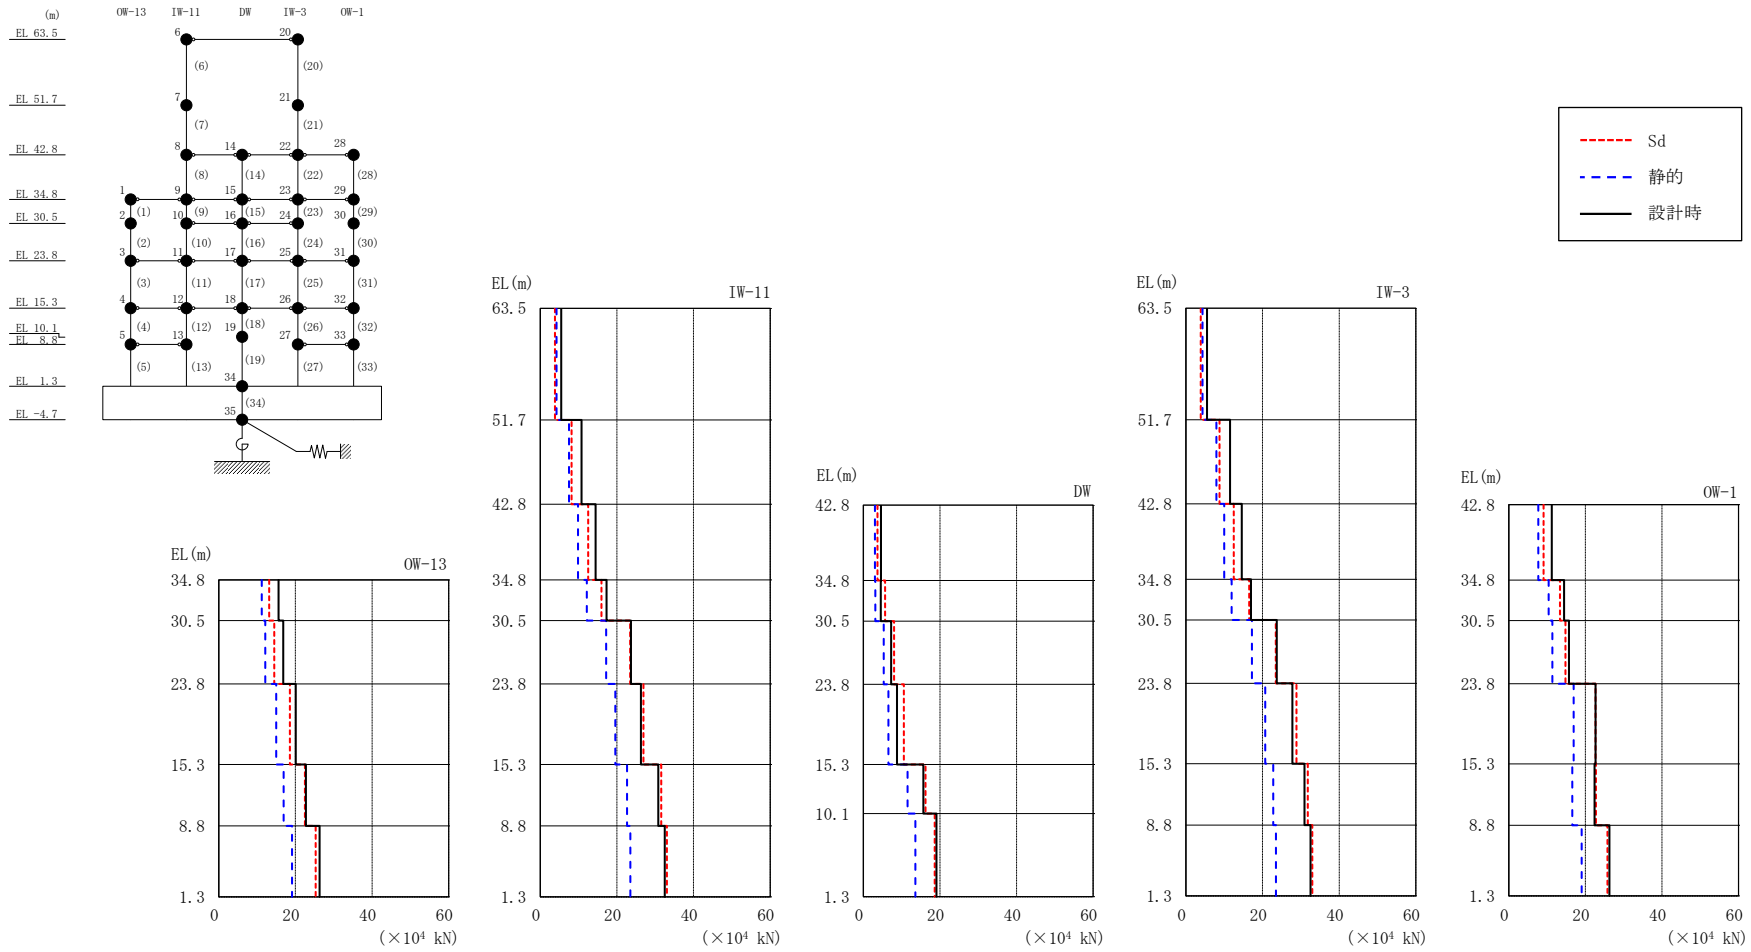 (m)
OW-13 IW-11 DW IW-3 OW-1
EL 63.5
6 20
(6) (20)
EL 51.7
7 21
(7) (21)
EL 42.8
8 14 22 28
(8) (14) (22) (28)
EL 34.8
1 9 15 23 29
(1) (9) (15) (23) (29)
EL 30.5
2 10 16 24 30
(2) (10) (16) (24) (30)
EL 23.8
3 11 17 25 31
(3) (11) (17) (25) (31)
EL 15.3
4 12 18 26 32
(4) (12) (18) (26) (32)
EL 10.1
19
EL 8.8
5 13 27 33
(5) (13) (19) (27) (33)
EL 1.3
34
(34)
EL -4.7
35
Sd
静的
設計時
EL(m)
OW-13
34.8
30.5
23.8
15.3
8.8
1.3
0 20 40 60
(×10⁴ kN)
EL(m)
IW-11
63.5
51.7
42.8
34.8
30.5
23.8
15.3
8.8
1.3
0 20 40 60
(×10⁴ kN)
EL(m)
DW
42.8
34.8
30.5
23.8
15.3
10.1
1.3
0 20 40 60
(×10⁴ kN)
EL(m)
IW-3
63.5
51.7
42.8
34.8
30.5
23.8
15.3
8.8
1.3
0 20 40 60
(×10⁴ kN)
EL(m)
OW-1
42.8
34.8
30.5
23.8
15.3
8.8
1.3
0 20 40 60
(×10⁴ kN)